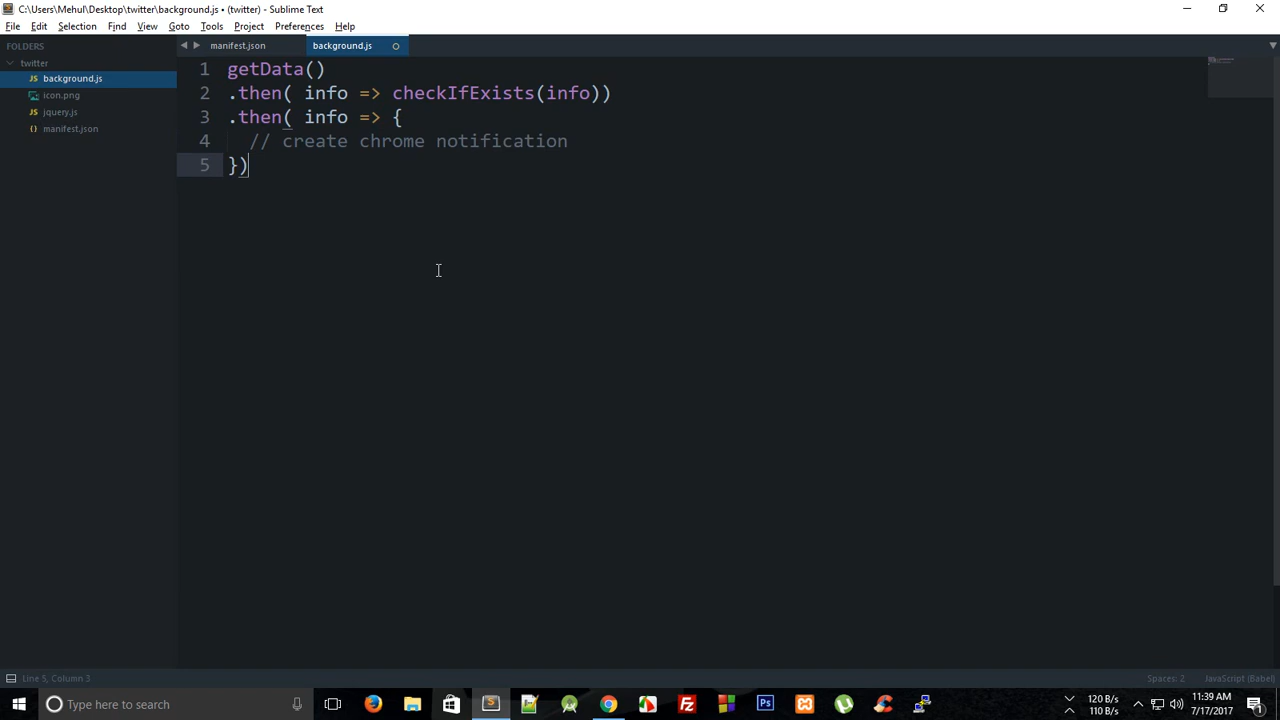 C:\Users\Mehul\Desktop\twitter\background.js • (twitter) - Sublime Text
File Edit Selection Find View Goto Tools Project Preferences Help
FOLDERS
twitter
JS background.js
icon.png
JS jquery.js
{} manifest.json
manifest.json
background.js
1 getData()
2 .then( info => checkIfExists(info))
3 .then( info => {
4 // create chrome notification
5 })
Line 5, Column 3
Spaces: 2
JavaScript (Babel)
Type here to search
120 B/s
110 B/s
11:39 AM
7/17/2017